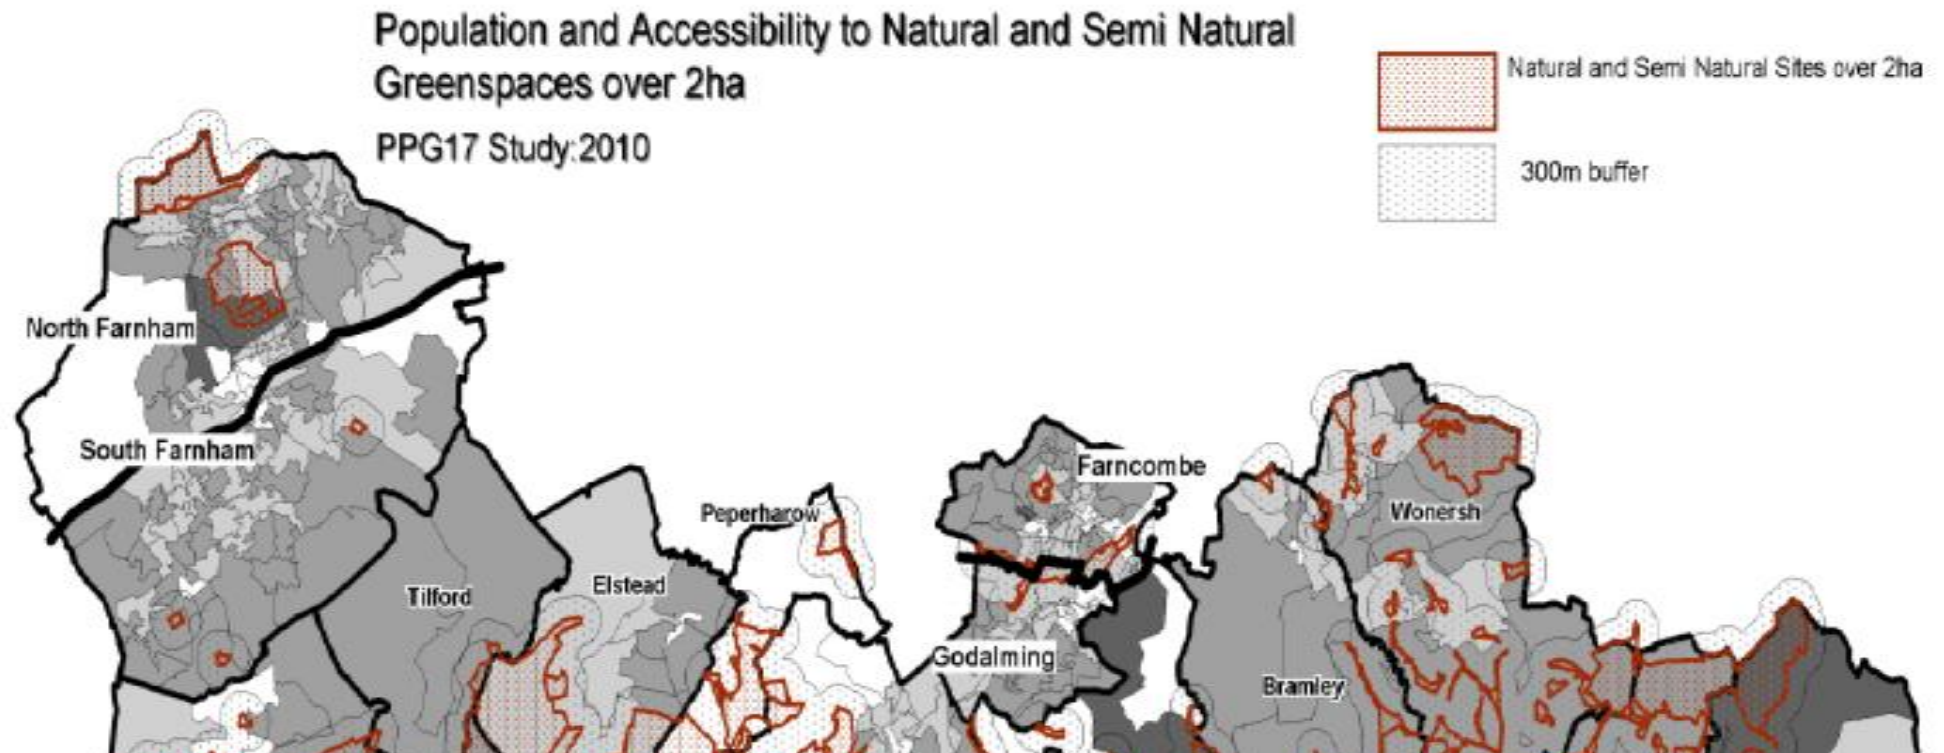 Population and Accessibility to Natural and Semi Natural
Greenspaces over 2ha
PPG17 Study:2010
Natural and Semi Natural Sites over 2ha
300m buffer
North Farnham
South Farnham
Farncombe
Peperharow
Wonersh
Tilford
Elstead
Godalming
Bramley